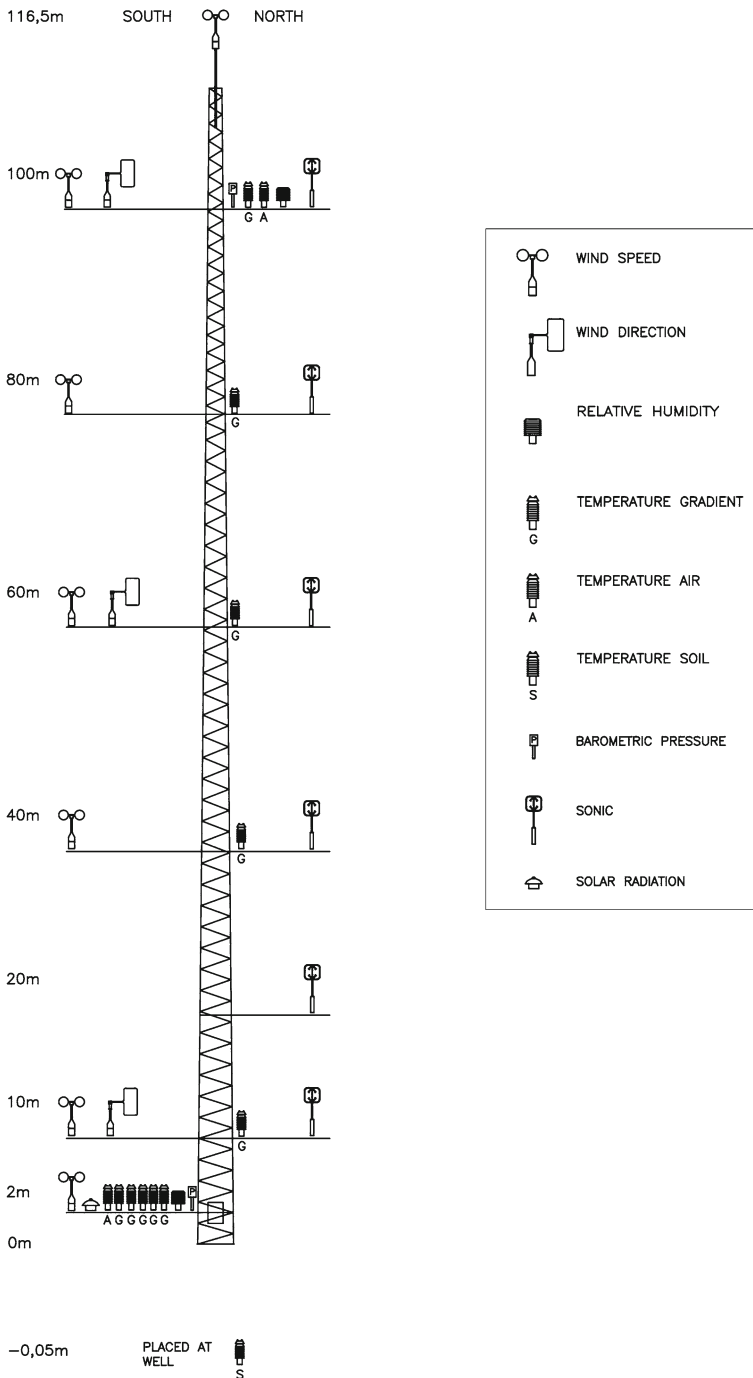 116,5m SOUTH NORTH
100m
P
G A
80m
G
60m
G
40m
G
20m
10m
G
2m
P
A G G G G G
0m
−0,05m
PLACED AT
WELL
S
WIND SPEED
WIND DIRECTION
RELATIVE HUMIDITY
TEMPERATURE GRADIENT
G
TEMPERATURE AIR
A
TEMPERATURE SOIL
S
P
BAROMETRIC PRESSURE
SONIC
SOLAR RADIATION